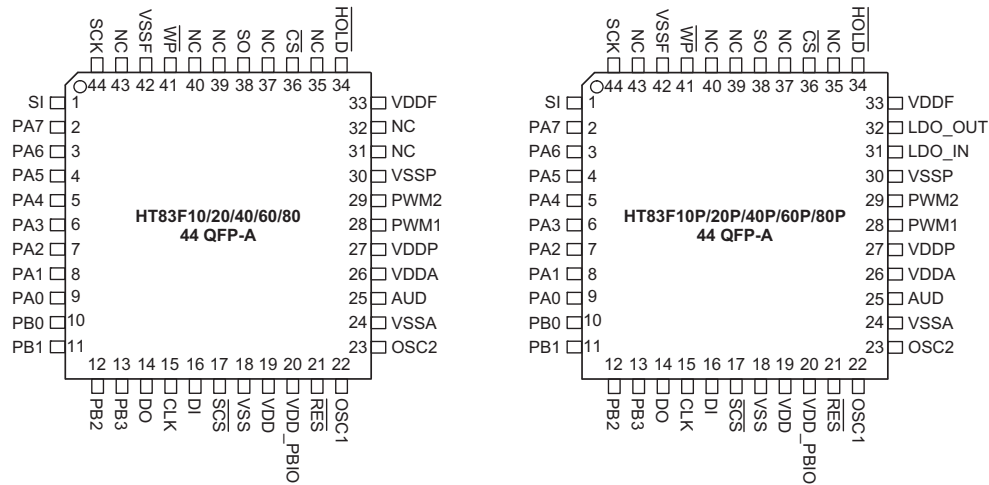 SCK NC VSSF WP NC NC SO NC CS NC HOLD
44 43 42 41 40 39 38 37 36 35 34
SI 1
PA7 2
PA6 3
PA5 4
PA4 5
PA3 6
PA2 7
PA1 8
PA0 9
PB0 10
PB1 11
HT83F10/20/40/60/80
44 QFP-A
33 VDDF
32 NC
31 NC
30 VSSP
29 PWM2
28 PWM1
27 VDDP
26 VDDA
25 AUD
24 VSSA
23 OSC2
12 13 14 15 16 17 18 19 20 21 22
PB2 PB3 DO CLK DI SCS VSS VDD VDD_PBIO RES OSC1
SCK NC VSSF WP NC NC SO NC CS NC HOLD
44 43 42 41 40 39 38 37 36 35 34
SI 1
PA7 2
PA6 3
PA5 4
PA4 5
PA3 6
PA2 7
PA1 8
PA0 9
PB0 10
PB1 11
HT83F10P/20P/40P/60P/80P
44 QFP-A
33 VDDF
32 LDO_OUT
31 LDO_IN
30 VSSP
29 PWM2
28 PWM1
27 VDDP
26 VDDA
25 AUD
24 VSSA
23 OSC2
12 13 14 15 16 17 18 19 20 21 22
PB2 PB3 DO CLK DI SCS VSS VDD VDD_PBIO RES OSC1